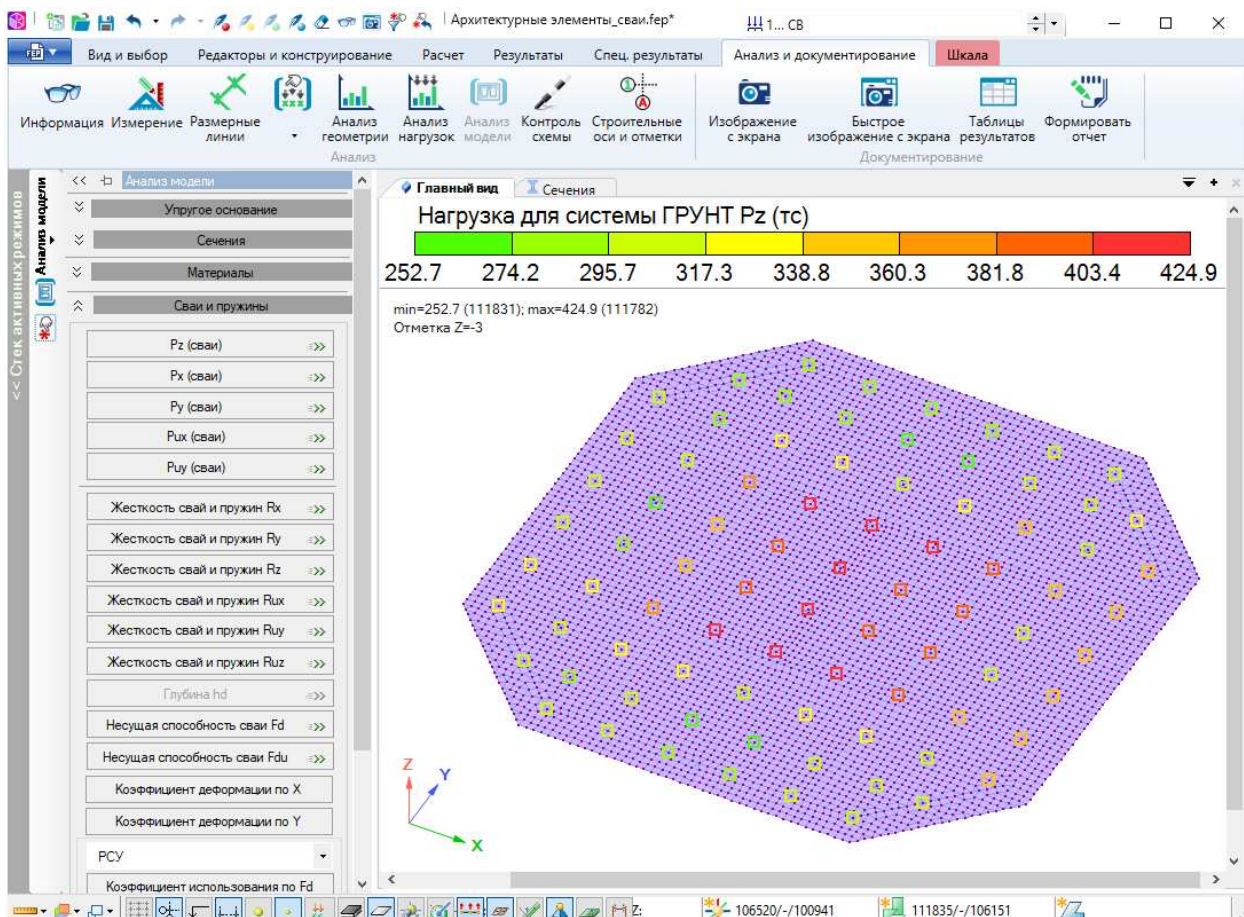 Архитектурные элементы_сваи.fep*
1... СВ
FEP
Вид и выбор
Редакторы и конструирование
Расчет
Результаты
Спец. результаты
Анализ и документирование
Шкала
Информация
Измерение
Размерные линии
Анализ геометрии
Анализ нагрузок
Анализ модели
Контроль схемы
Строительные оси и отметки
Изображение с экрана
Быстрое изображение с экрана
Таблицы результатов
Формировать отчет
Анализ
Документирование
<< Стек активных режимов
Анализ модели
<< Анализ модели
Упругое основание
Сечения
Материалы
Сваи и пружины
Pz (сваи)
Px (сваи)
Py (сваи)
Pux (сваи)
Puy (сваи)
Жесткость свай и пружин Rx
Жесткость свай и пружин Ry
Жесткость свай и пружин Rz
Жесткость свай и пружин Rux
Жесткость свай и пружин Ruy
Жесткость свай и пружин Ruz
Глубина hd
Несущая способность сваи Fd
Несущая способность сваи Fdu
Коэффициент деформации по X
Коэффициент деформации по Y
РСУ
Коэффициент использования по Fd
Главный вид
Сечения
Нагрузка для системы ГРУНТ Pz (тс)
252.7 274.2 295.7 317.3 338.8 360.3 381.8 403.4 424.9
min=252.7 (111831); max=424.9 (111782)
Отметка Z=-3
Z
Y
X
Z:
106520/-/100941
111835/-/106151